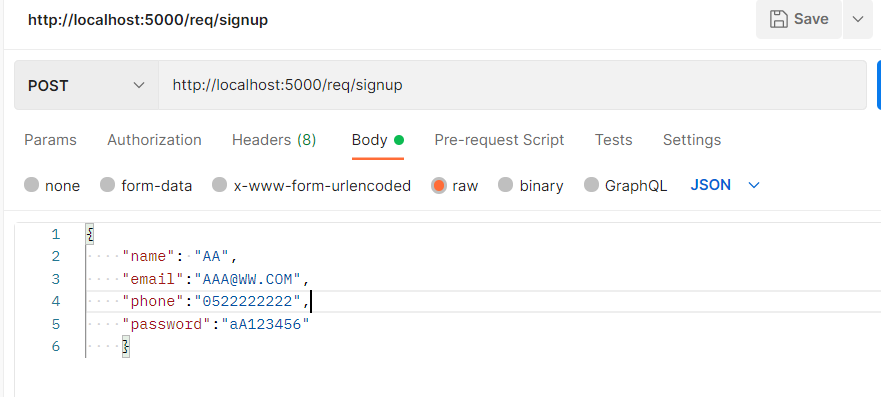 http://localhost:5000/req/signup
Save
POST
http://localhost:5000/req/signup
Params Authorization Headers (8) Body Pre-request Script Tests Settings
none form-data x-www-form-urlencoded raw binary GraphQL JSON
1 {
2 "name": "AA",
3 "email":"AAA@WW.COM",
4 "phone":"0522222222",
5 "password":"aA123456"
6 }